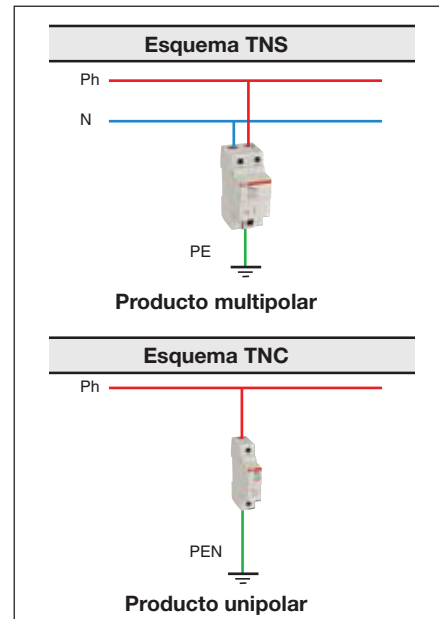 Esquema TNS
Ph
N
PE
Producto multipolar
Esquema TNC
Ph
PEN
Producto unipolar